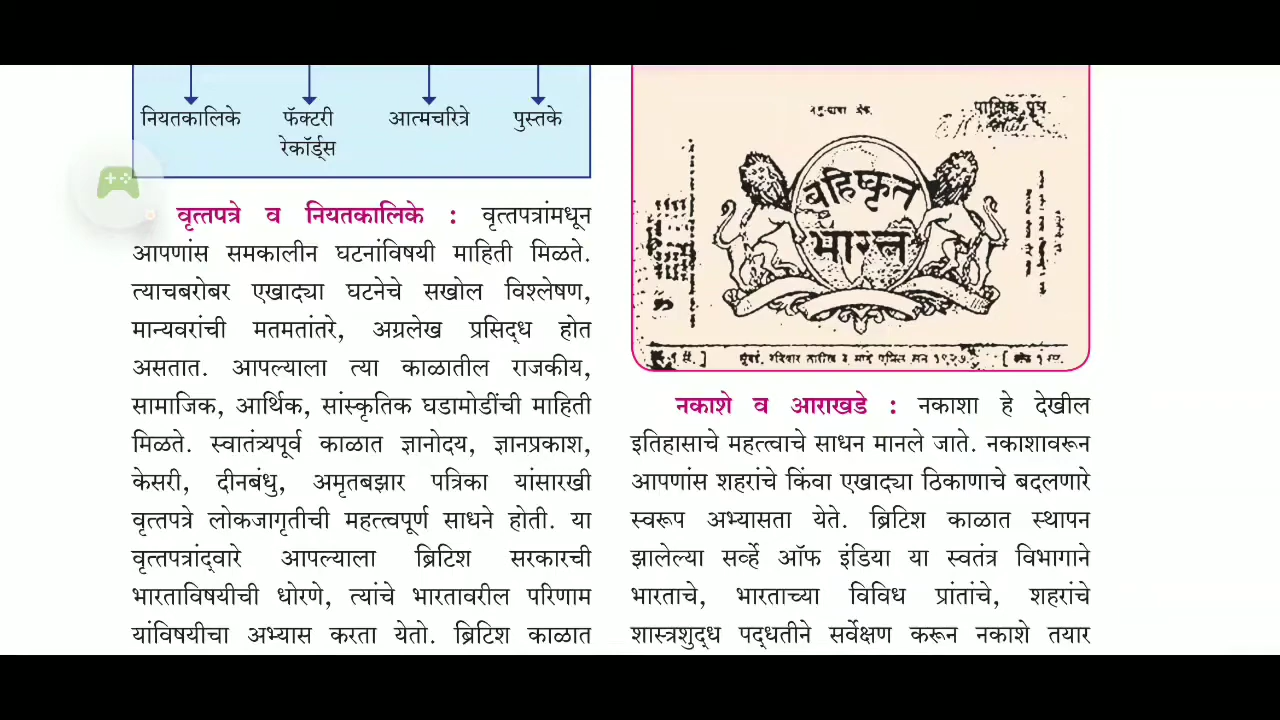 नियतकालिके
फॅक्टरी
रेकॉर्ड्स
आत्मचरित्रे
पुस्तके
वृत्तपत्रे व नियतकालिके : वृत्तपत्रांमधून
आपणांस समकालीन घटनांविषयी माहिती मिळते.
त्याचबरोबर एखाद्या घटनेचे सखोल विश्लेषण,
मान्यवरांची मतमतांतरे, अग्रलेख प्रसिद्ध होत
असतात. आपल्याला त्या काळातील राजकीय,
सामाजिक, आर्थिक, सांस्कृतिक घडामोडींची माहिती
मिळते. स्वातंत्र्यपूर्व काळात ज्ञानोदय, ज्ञानप्रकाश,
केसरी, दीनबंधु, अमृतबझार पत्रिका यांसारखी
वृत्तपत्रे लोकजागृतीची महत्त्वपूर्ण साधने होती. या
वृत्तपत्रांद्वारे आपल्याला ब्रिटिश सरकारची
भारताविषयीची धोरणे, त्यांचे भारतावरील परिणाम
यांविषयीचा अभ्यास करता येतो. ब्रिटिश काळात
पाक्षिक पत्र
बहिष्कृत
भारत
मुंबई, रविवार तारीख माहे एप्रिल सन १९२७
नकाशे व आराखडे : नकाशा हे देखील
इतिहासाचे महत्त्वाचे साधन मानले जाते. नकाशावरून
आपणांस शहरांचे किंवा एखाद्या ठिकाणाचे बदलणारे
स्वरूप अभ्यासता येते. ब्रिटिश काळात स्थापन
झालेल्या सर्व्हे ऑफ इंडिया या स्वतंत्र विभागाने
भारताचे, भारताच्या विविध प्रांतांचे, शहरांचे
शास्त्रशुद्ध पद्धतीने सर्वेक्षण करून नकाशे तयार